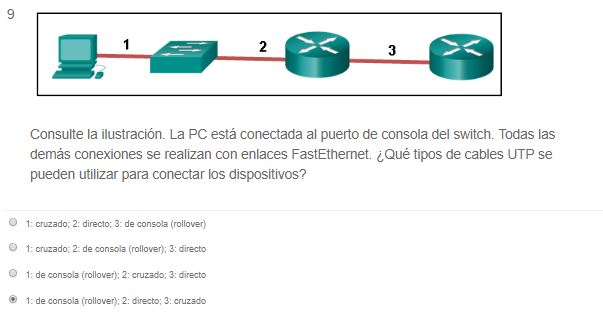 9
1
2
3
Consulte la ilustración. La PC está conectada al puerto de consola del switch. Todas las
demás conexiones se realizan con enlaces FastEthernet. ¿Qué tipos de cables UTP se
pueden utilizar para conectar los dispositivos?
1: cruzado; 2: directo; 3: de consola (rollover)
1: cruzado; 2: de consola (rollover); 3: directo
1: de consola (rollover); 2: cruzado; 3: directo
1: de consola (rollover); 2: directo; 3: cruzado